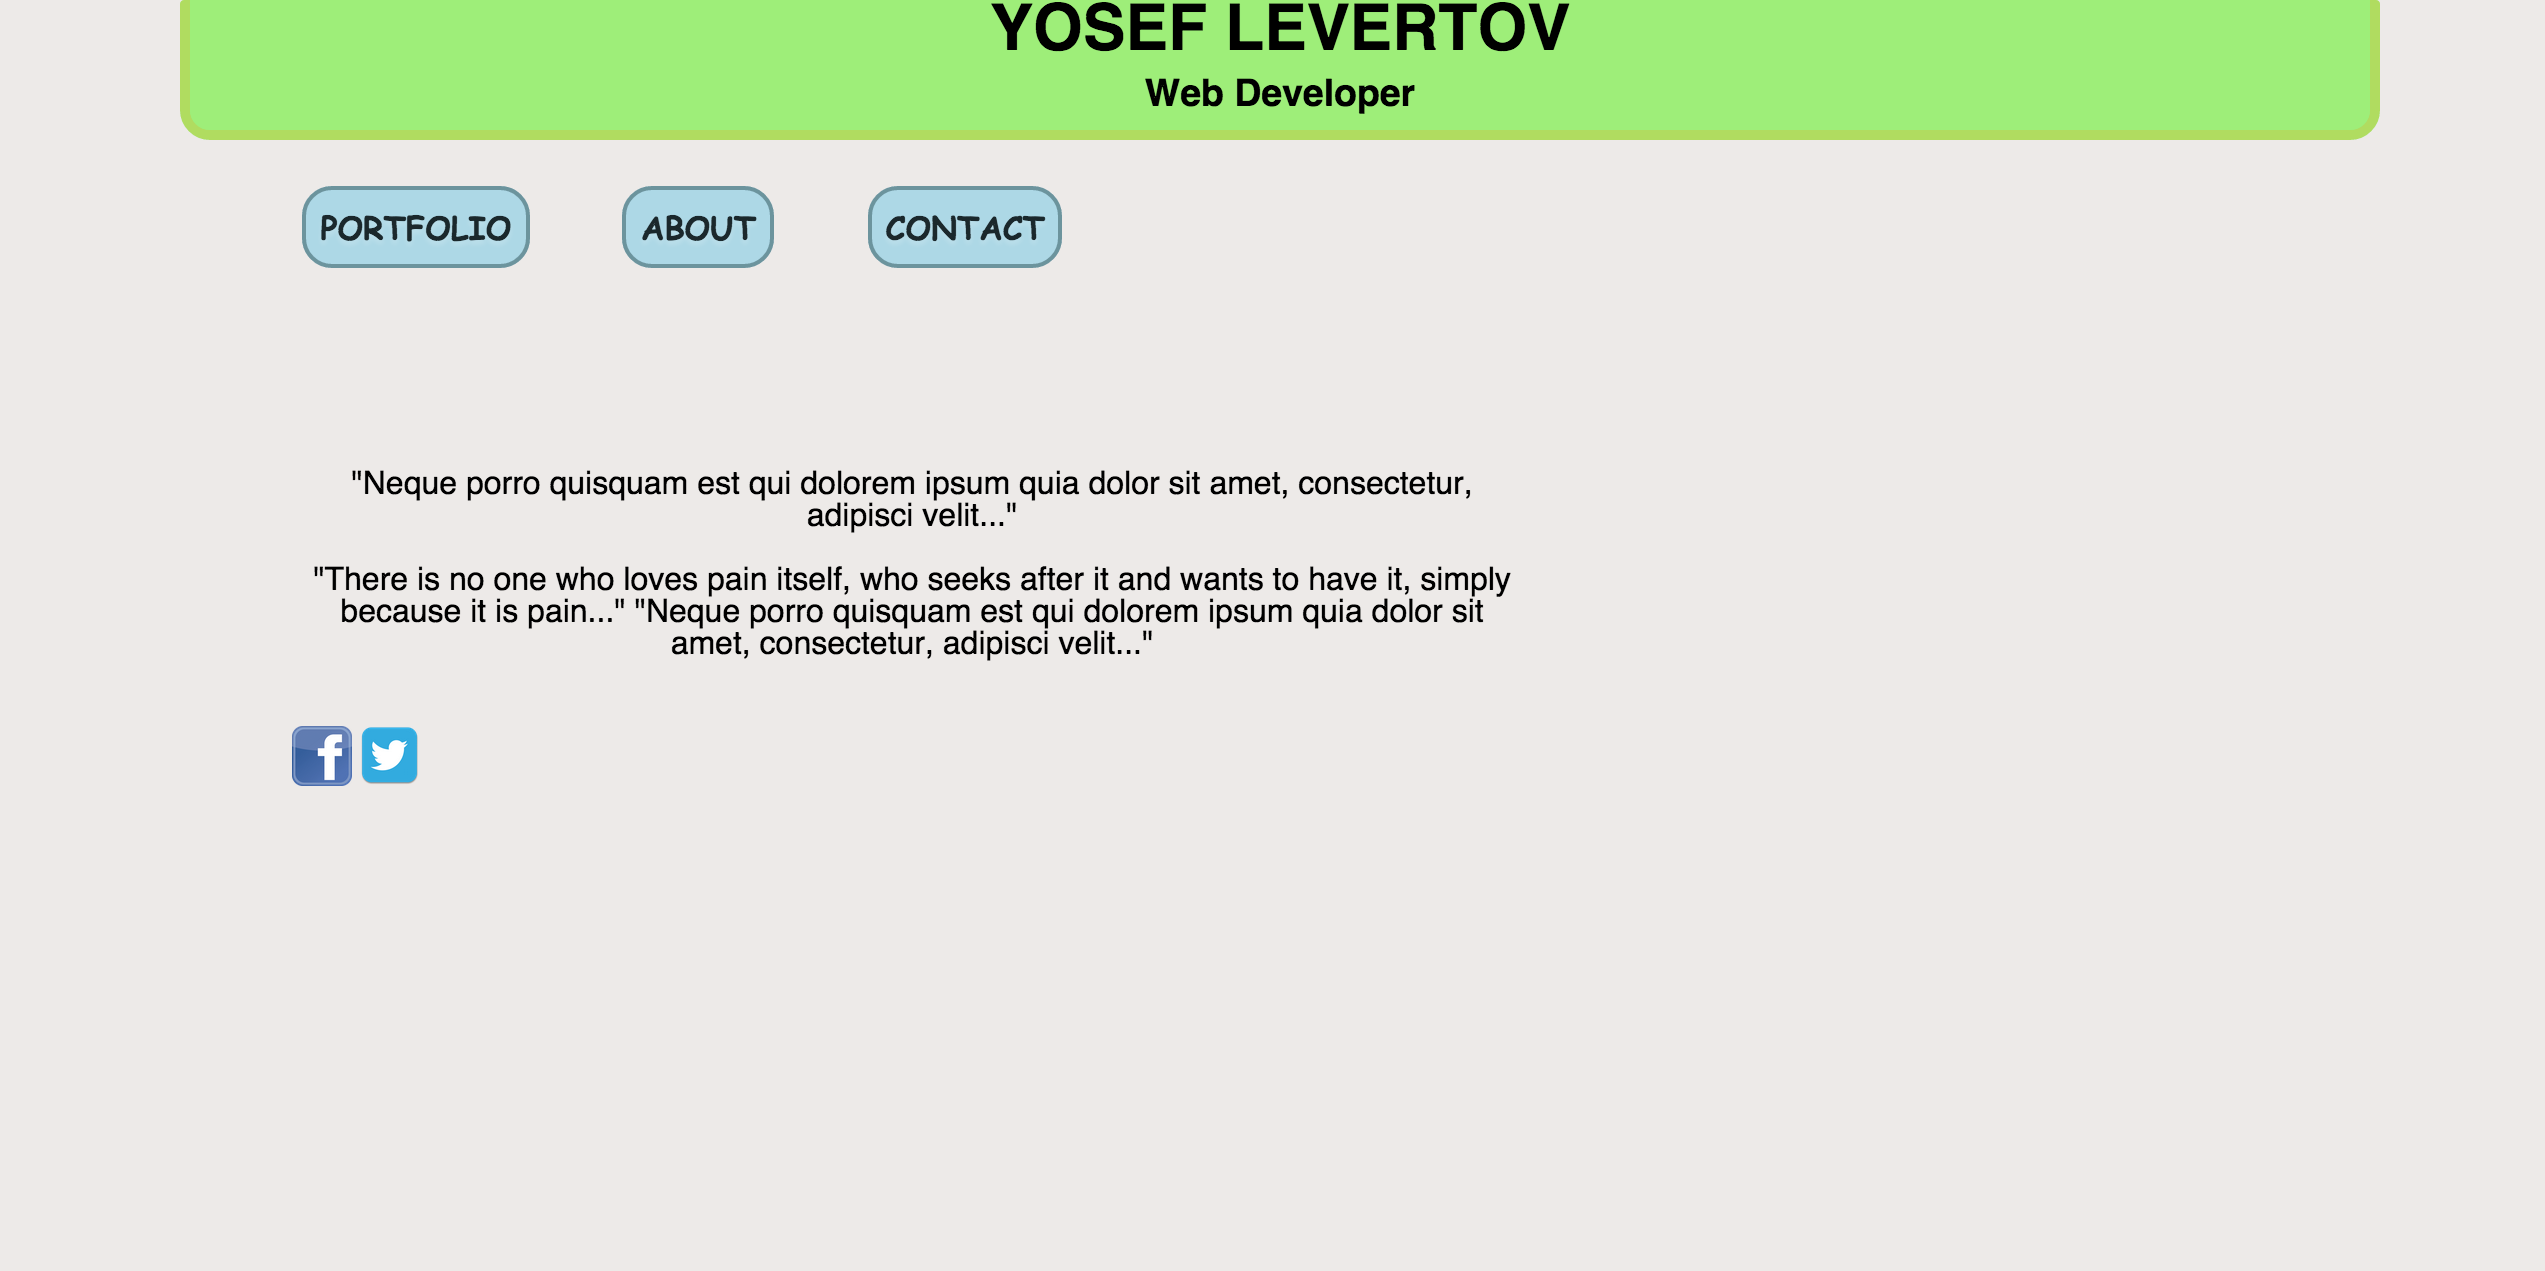 YOSEF LEVERTOV
Web Developer
PORTFOLIO
ABOUT
CONTACT
"Neque porro quisquam est qui dolorem ipsum quia dolor sit amet, consectetur,
adipisci velit..."
"There is no one who loves pain itself, who seeks after it and wants to have it, simply
because it is pain..." "Neque porro quisquam est qui dolorem ipsum quia dolor sit
amet, consectetur, adipisci velit..."
f